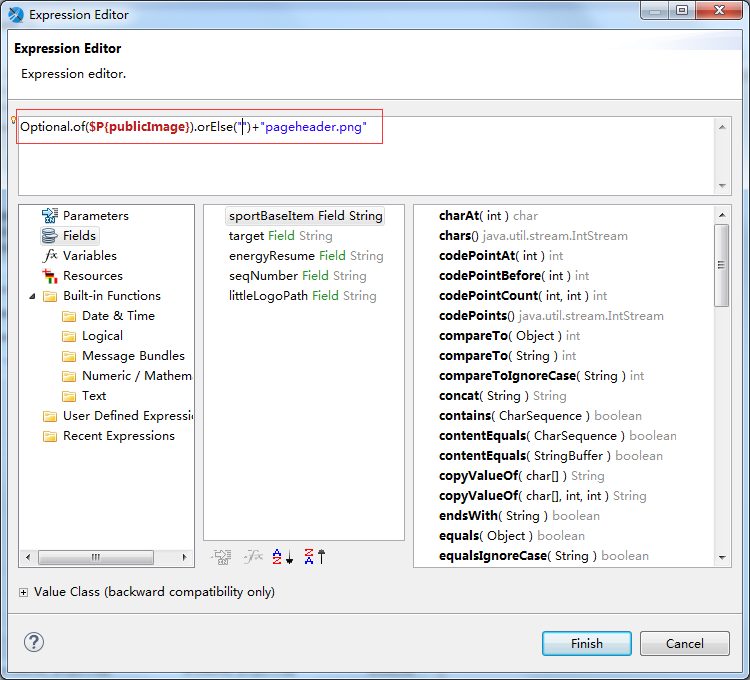 Expression Editor
Expression Editor
Expression editor.
Optional.of($P{publicImage}).orElse("")+"pageheader.png"
Parameters
Fields
Variables
Resources
Built-in Functions
Date & Time
Logical
Message Bundles
Numeric / Mathem
Text
User Defined Expressi
Recent Expressions
sportBaseItem Field String
target Field String
energyResume Field String
seqNumber Field String
littleLogoPath Field String
charAt( int ) char
chars() java.util.stream.IntStream
codePointAt( int ) int
codePointBefore( int ) int
codePointCount( int, int ) int
codePoints() java.util.stream.IntStream
compareTo( Object ) int
compareTo( String ) int
compareToIgnoreCase( String ) int
concat( String ) String
contains( CharSequence ) boolean
contentEquals( CharSequence ) boolean
contentEquals( StringBuffer ) boolean
copyValueOf( char[] ) String
copyValueOf( char[], int, int ) String
endsWith( String ) boolean
equals( Object ) boolean
equalsIgnoreCase( String ) boolean
Value Class (backward compatibility only)
Finish
Cancel